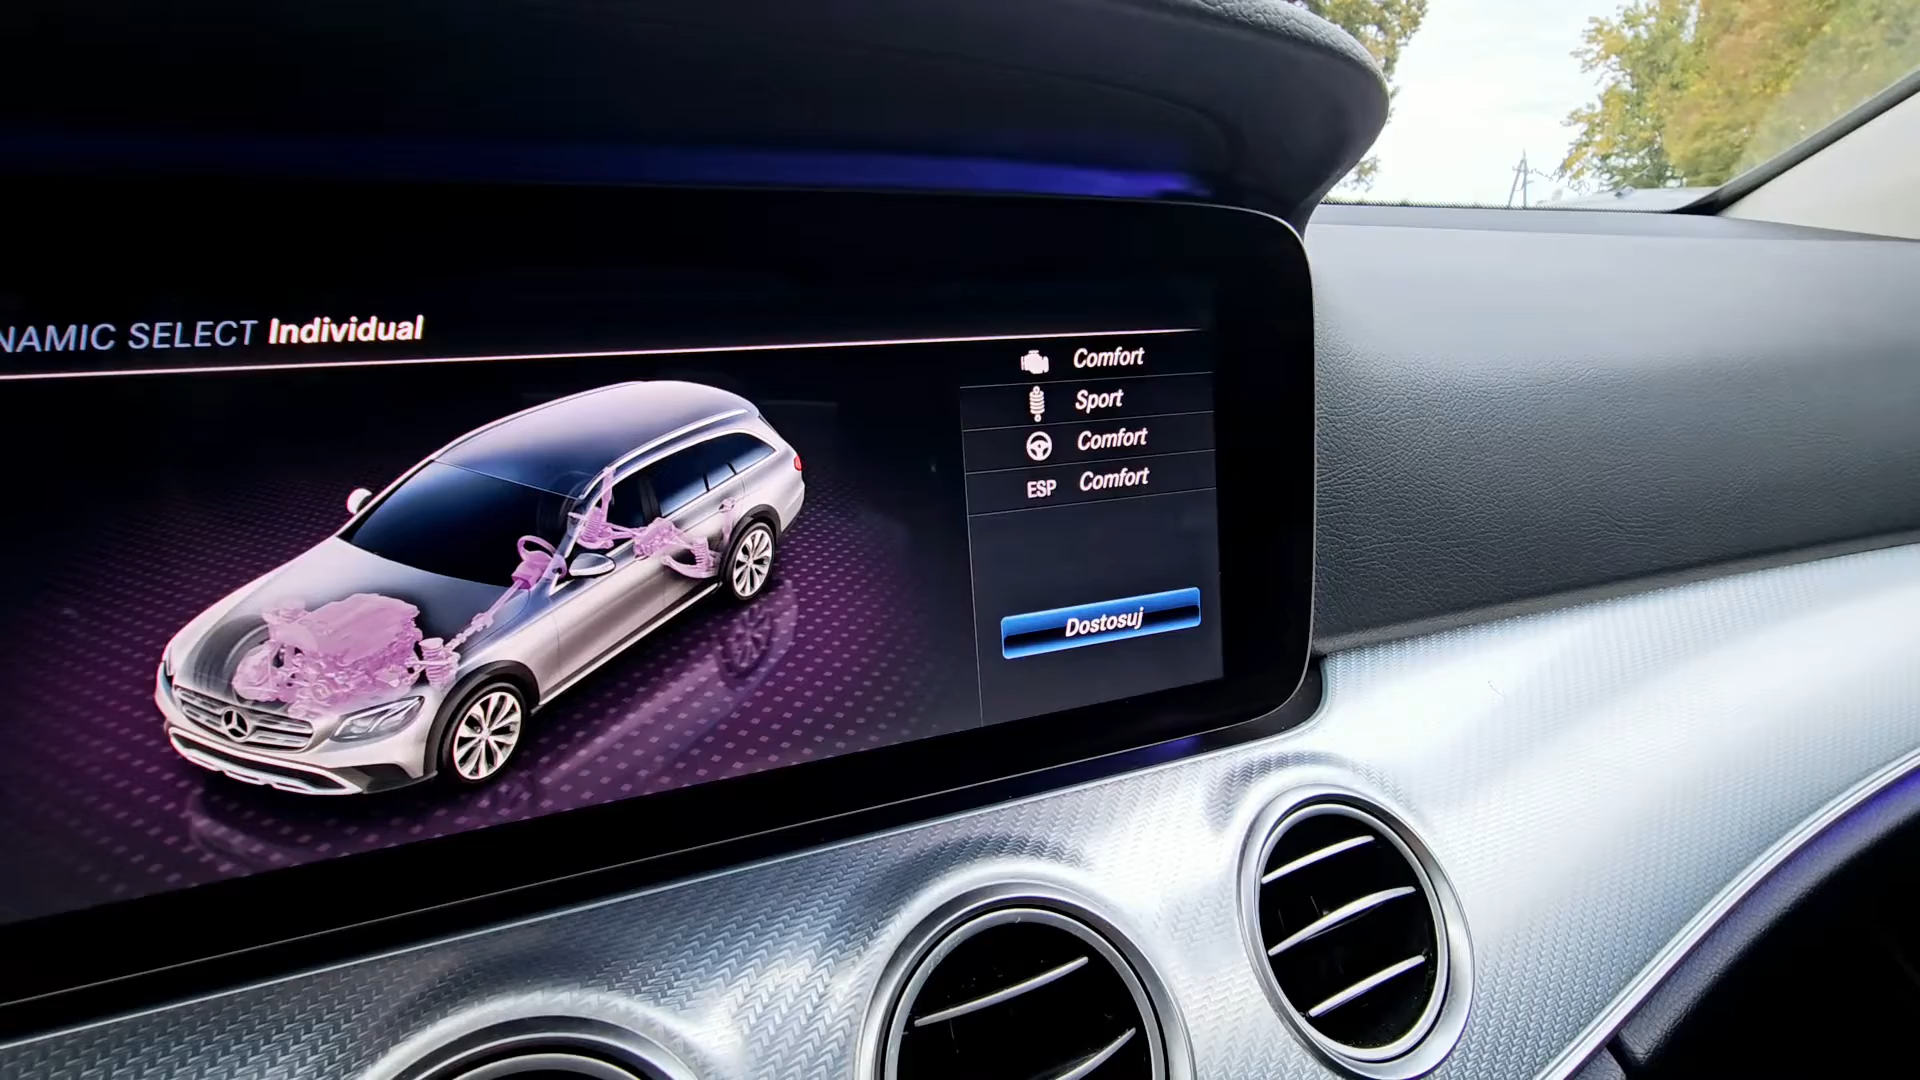 NAMIC SELECT Individual
Comfort
Sport
Comfort
ESP Comfort
Dostosuj